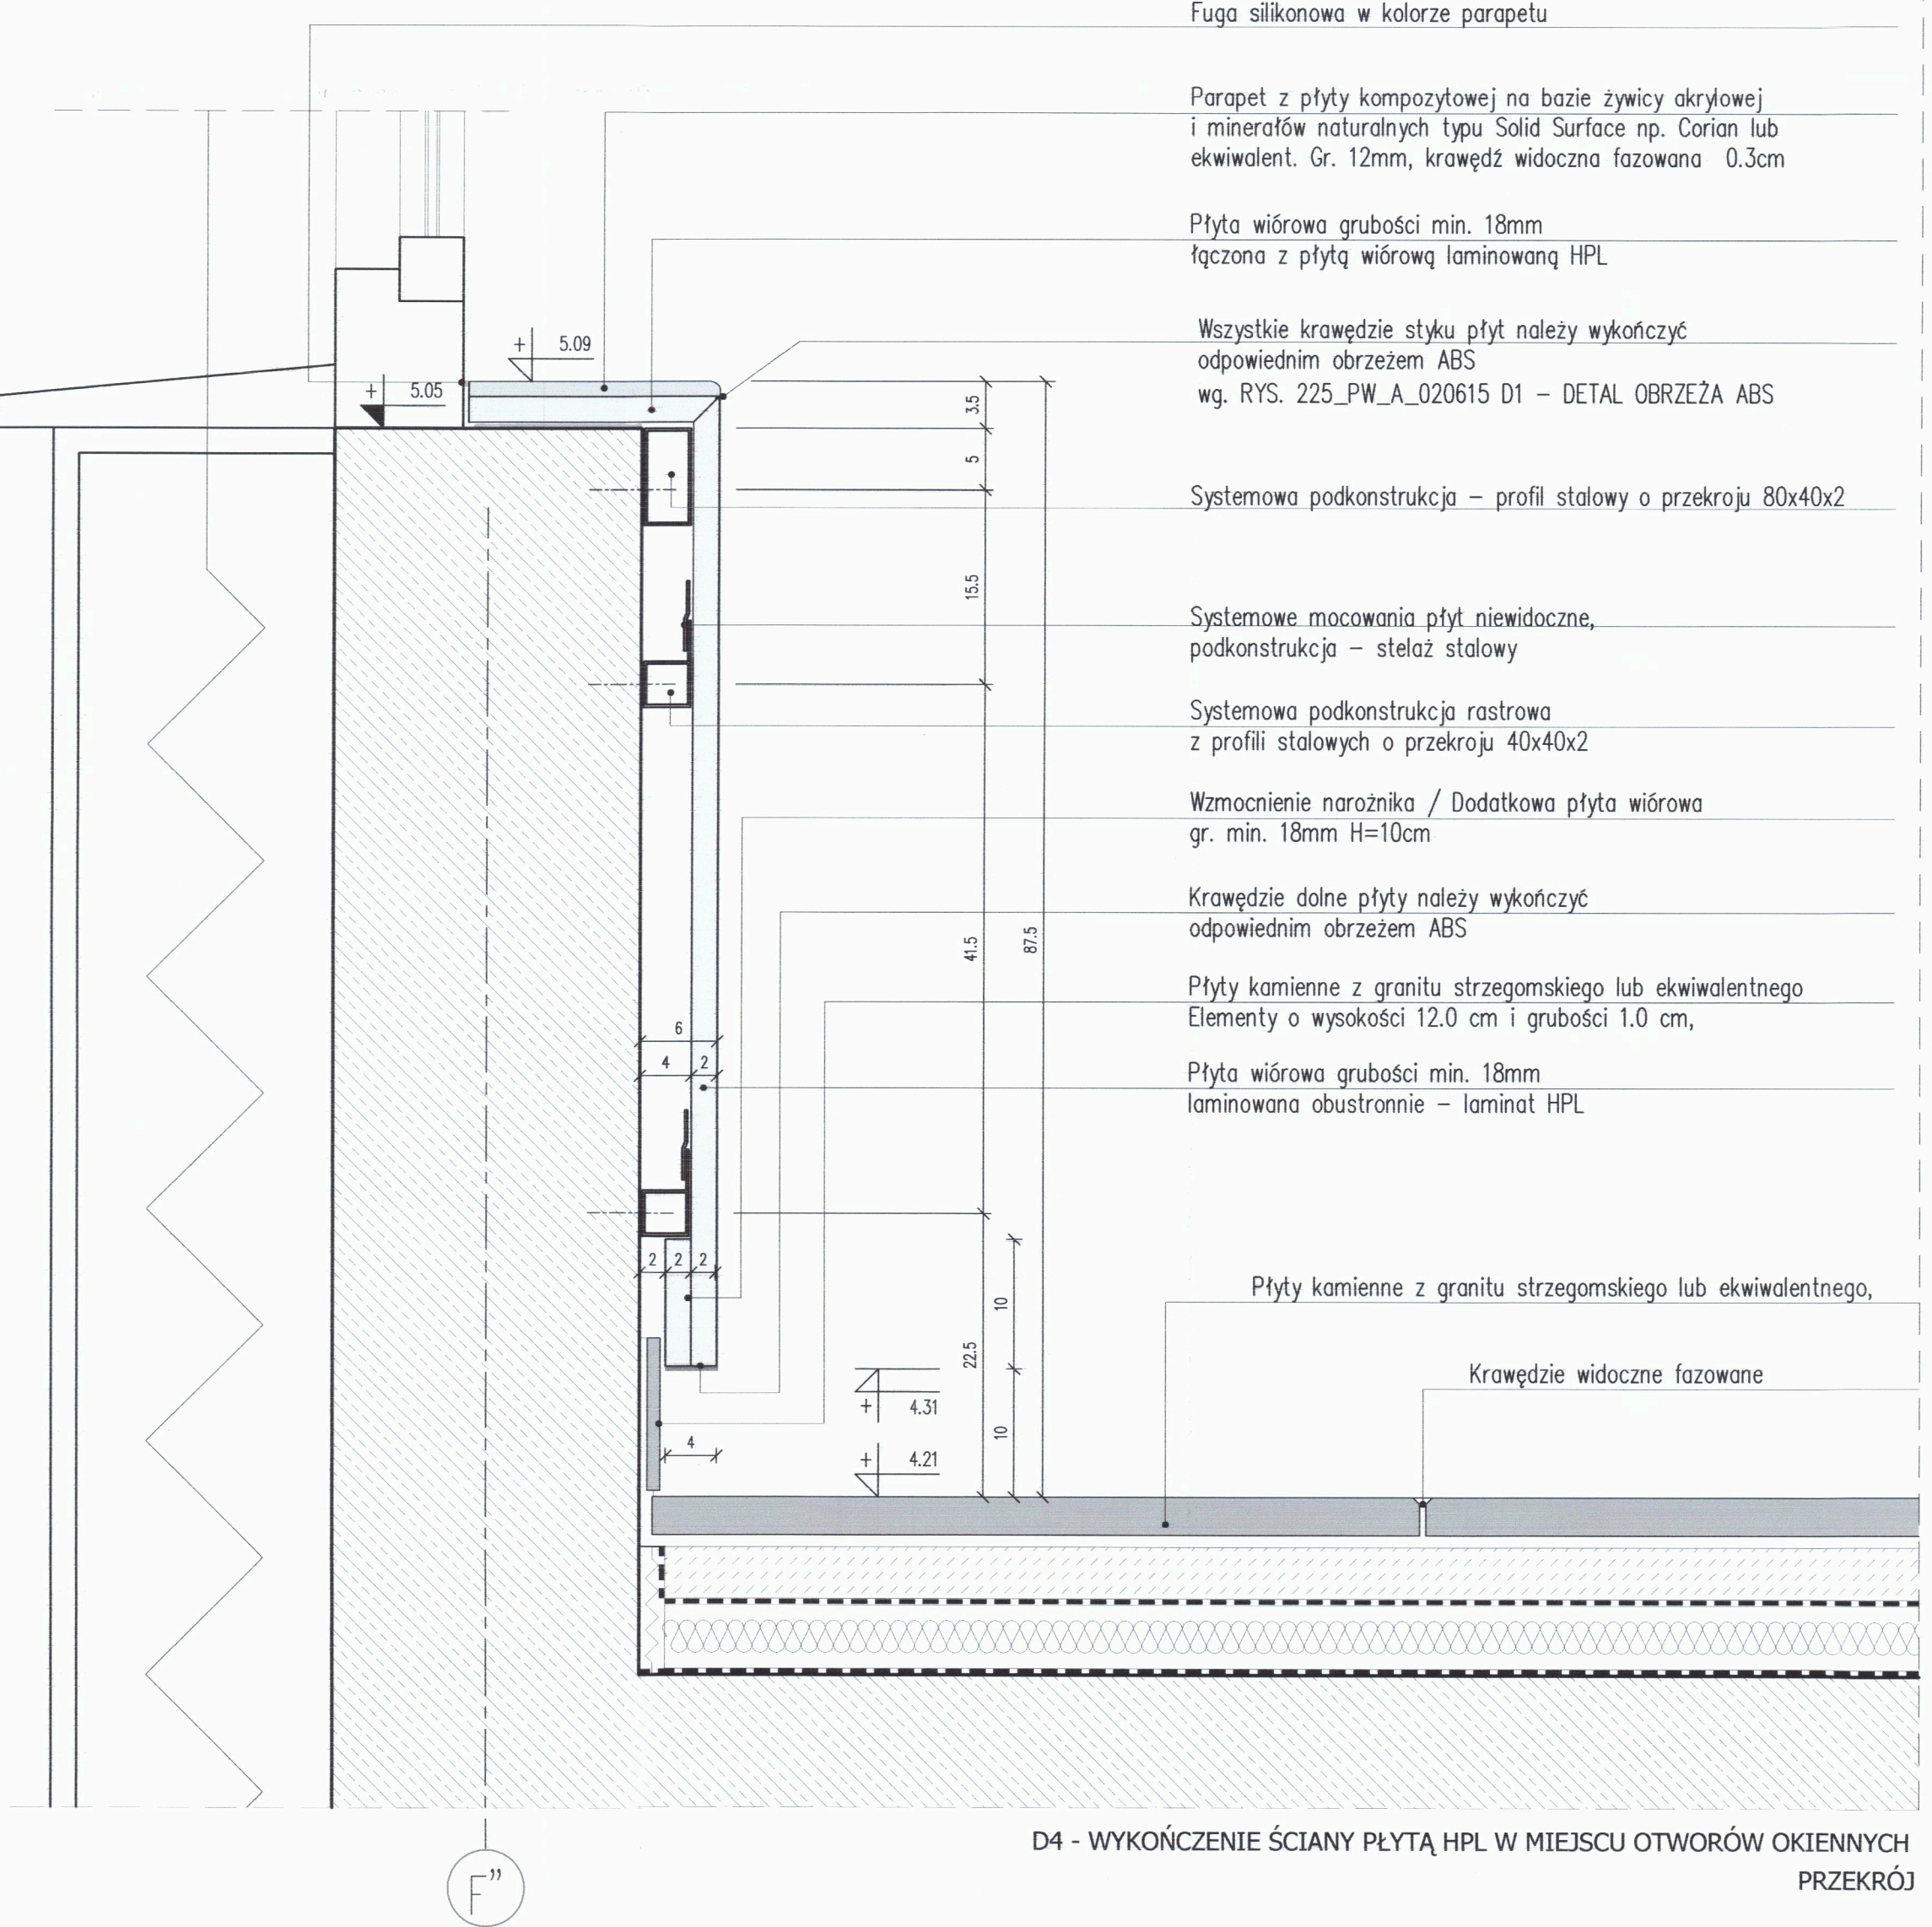 Fuga silikonowa w kolorze parapetu
Parapet z płyty kompozytowej na bazie żywicy akrylowej
i minerałów naturalnych typu Solid Surface np. Corian lub
ekwiwalent. Gr. 12mm, krawędź widoczna fazowana 0.3cm
Płyta wiórowa grubości min. 18mm
łączona z płytą wiórową laminowaną HPL
Wszystkie krawędzie styku płyt należy wykończyć
odpowiednim obrzeżem ABS
wg. RYS. 225_PW_A_020615 D1 – DETAL OBRZEŻA ABS
+ 5.09
+ 5.05
3.5
5
Systemowa podkonstrukcja – profil stalowy o przekroju 80x40x2
15.5
Systemowe mocowania płyt niewidoczne,
podkonstrukcja – stelaż stalowy
Systemowa podkonstrukcja rastrowa
z profili stalowych o przekroju 40x40x2
Wzmocnienie narożnika / Dodatkowa płyta wiórowa
gr. min. 18mm H=10cm
Krawędzie dolne płyty należy wykończyć
odpowiednim obrzeżem ABS
41.5
87.5
Płyty kamienne z granitu strzegomskiego lub ekwiwalentnego
Elementy o wysokości 12.0 cm i grubości 1.0 cm,
6
4 2
Płyta wiórowa grubości min. 18mm
laminowana obustronnie – laminat HPL
2 2 2
10
22.5
Płyty kamienne z granitu strzegomskiego lub ekwiwalentnego,
Krawędzie widoczne fazowane
+ 4.31
10
4
+ 4.21
D4 - WYKOŃCZENIE ŚCIANY PŁYTĄ HPL W MIEJSCU OTWORÓW OKIENNYCH
PRZEKRÓJ
F”